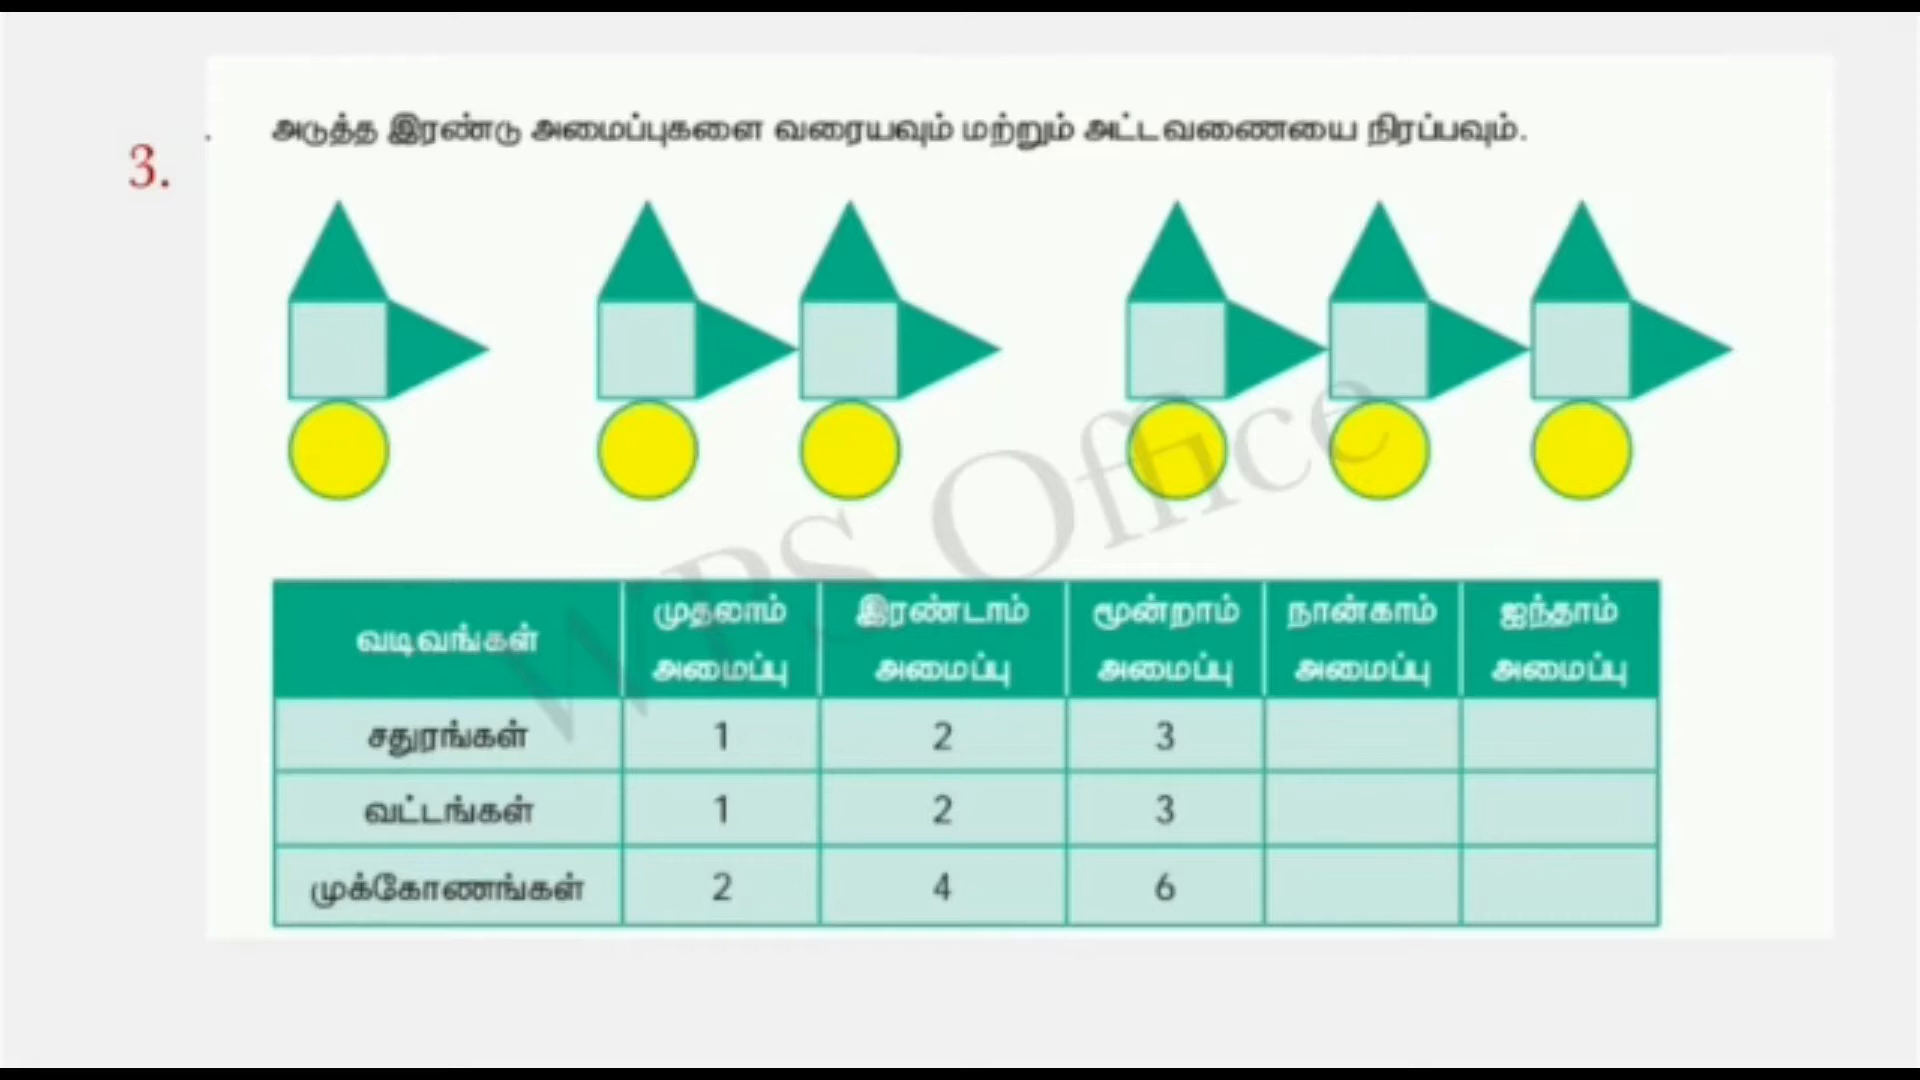 3.
அடுத்த இரண்டு அமைப்புகளை வரையவும் மற்றும் அட்டவணையை நிரப்பவும்.
WPS Office
வடிவங்கள் முதலாம் அமைப்பு இரண்டாம் அமைப்பு மூன்றாம் அமைப்பு நான்காம் அமைப்பு ஐந்தாம் அமைப்பு
சதுரங்கள் 1 2 3
வட்டங்கள் 1 2 3
முக்கோணங்கள் 2 4 6